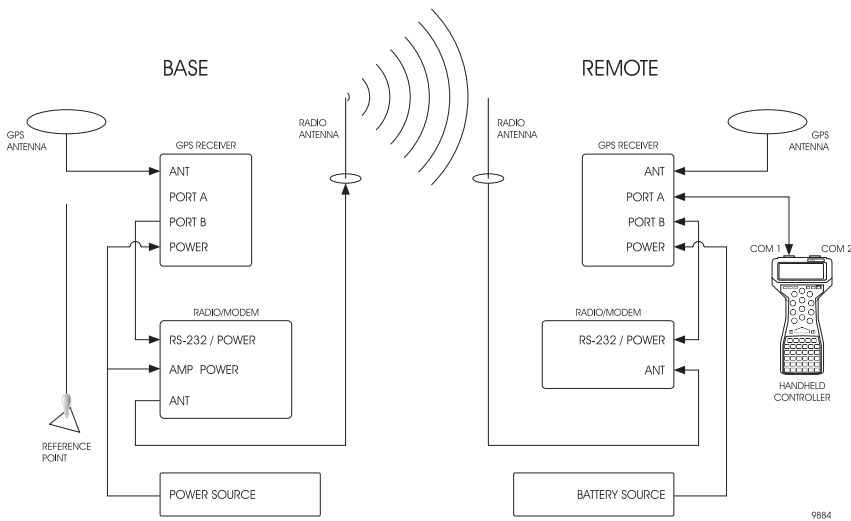 BASE
REMOTE
GPS
ANTENNA
GPS RECEIVER
ANT
PORT A
PORT B
POWER
RADIO
ANTENNA
RADIO/MODEM
RS-232 / POWER
AMP POWER
ANT
REFERENCE
POINT
POWER SOURCE
RADIO
ANTENNA
GPS RECEIVER
ANT
PORT A
PORT B
POWER
GPS
ANTENNA
COM 1
COM 2
RADIO/MODEM
RS-232 / POWER
ANT
HANDHELD
CONTROLLER
BATTERY SOURCE
9884